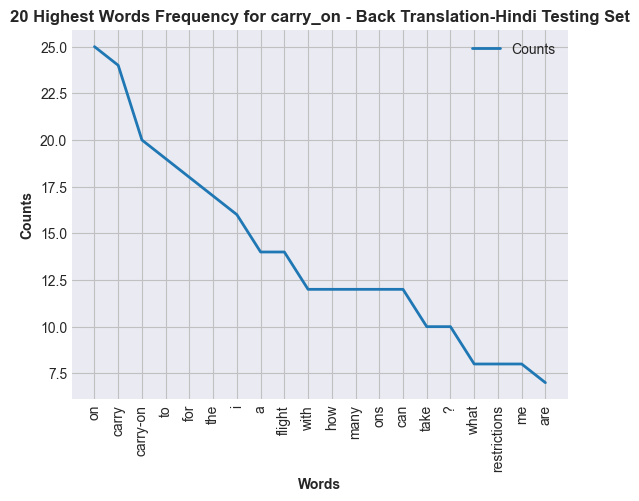 20 Highest Words Frequency for carry_on - Back Translation-Hindi Testing Set
Counts
25.0
22.5
20.0
17.5
15.0
12.5
10.0
7.5
Counts
on
carry
carry-on
to
for
the
i
a
flight
with
how
many
ons
can
take
?
what
restrictions
me
are
Words